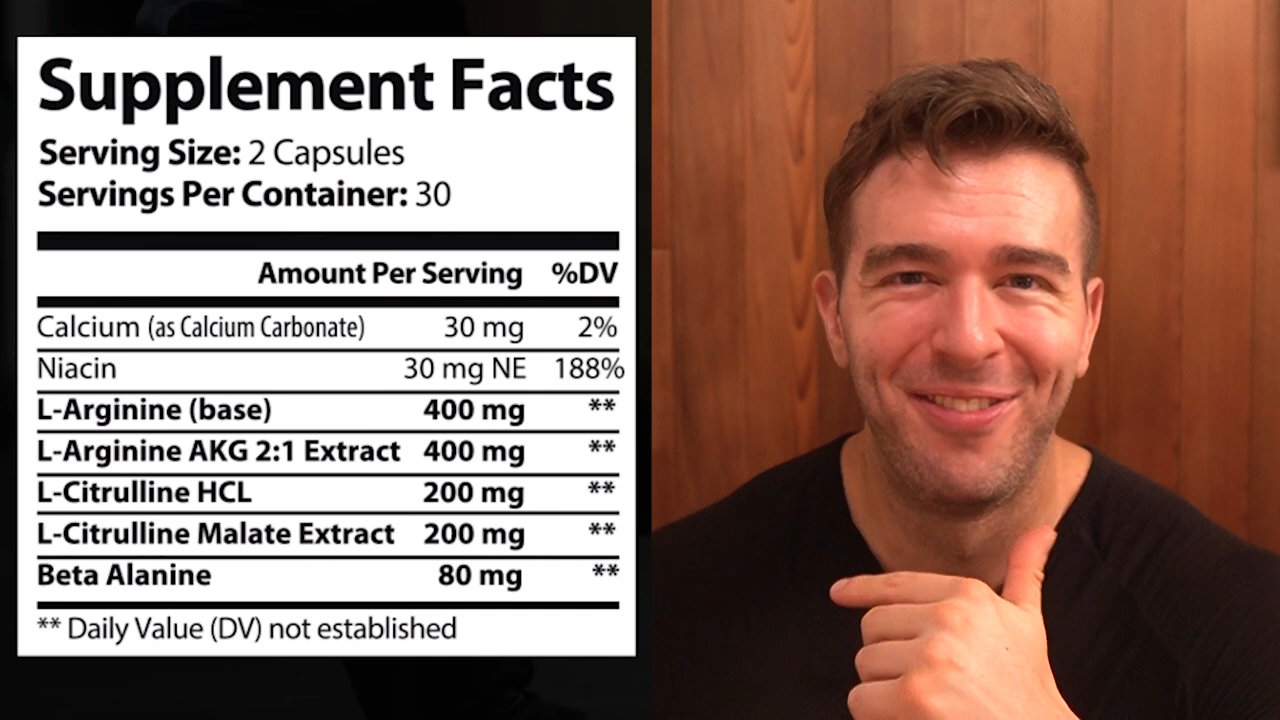 Supplement Facts
Serving Size: 2 Capsules
Servings Per Container: 30
Amount Per Serving %DV
Calcium (as Calcium Carbonate) 30 mg 2%
Niacin 30 mg NE 188%
L-Arginine (base) 400 mg **
L-Arginine AKG 2:1 Extract 400 mg **
L-Citrulline HCL 200 mg **
L-Citrulline Malate Extract 200 mg **
Beta Alanine 80 mg **
** Daily Value (DV) not established